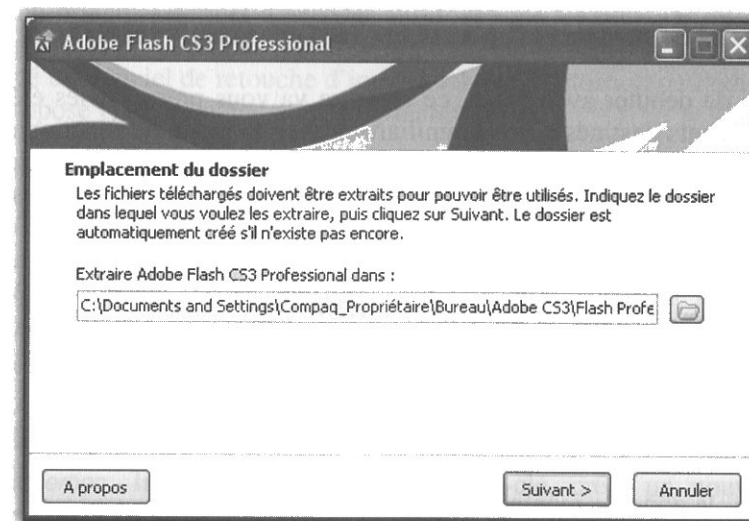 Adobe Flash CS3 Professional
Emplacement du dossier
Les fichiers téléchargés doivent être extraits pour pouvoir être utilisés. Indiquez le dossier
dans lequel vous voulez les extraire, puis cliquez sur Suivant. Le dossier est
automatiquement créé s'il n'existe pas encore.
Extraire Adobe Flash CS3 Professional dans :
C:\Documents and Settings\Compaq_Propriétaire\Bureau\Adobe CS3\Flash Profe
A propos
Suivant >
Annuler